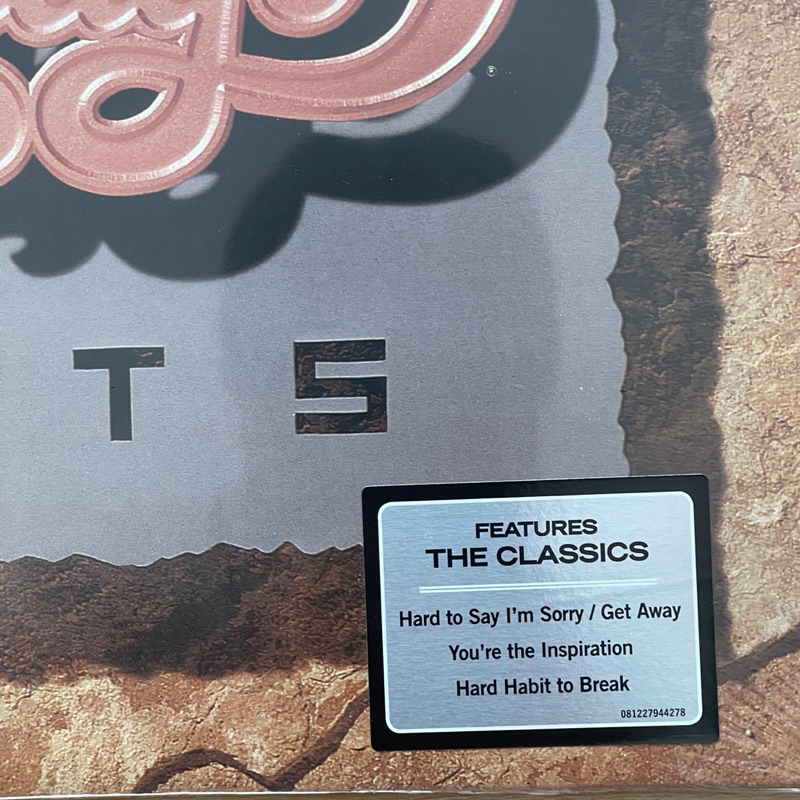 ®
T S
FEATURES
THE CLASSICS
Hard to Say I'm Sorry / Get Away
You're the Inspiration
Hard Habit to Break
081227944278